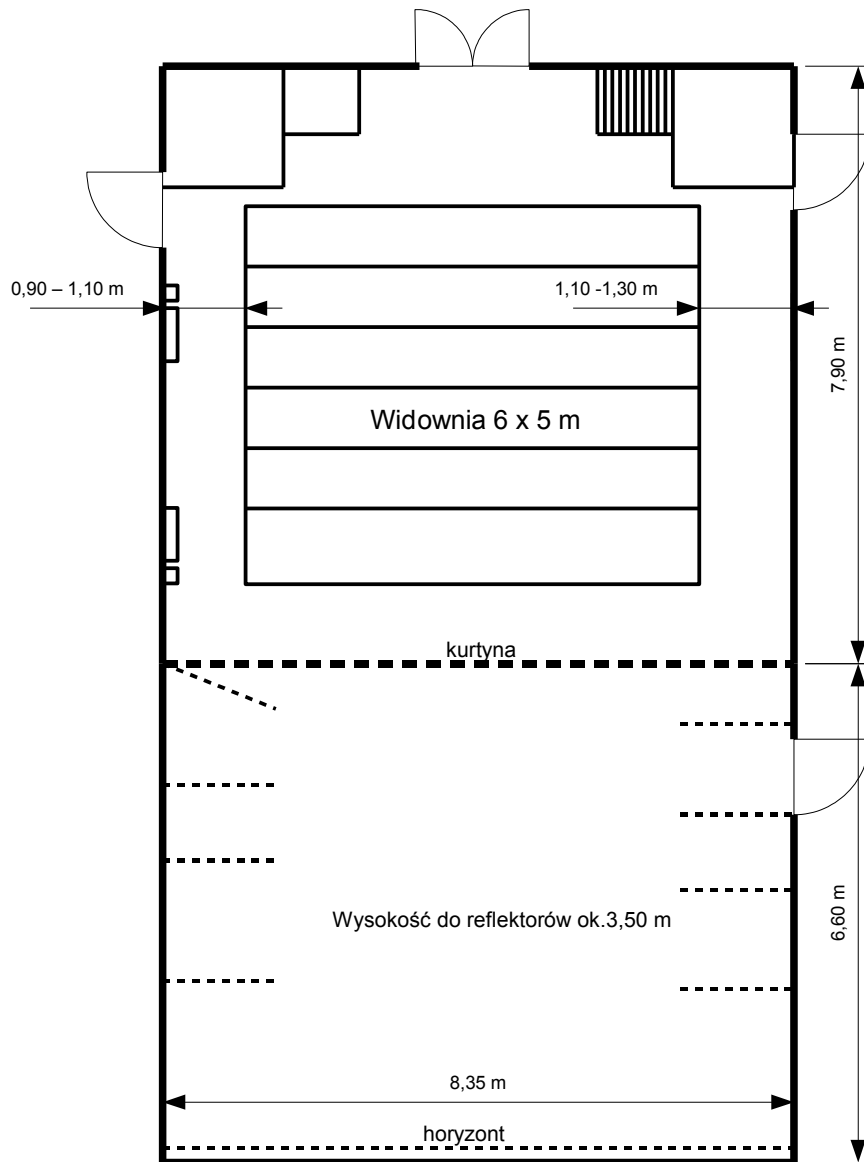 0,90 – 1,10 m
1,10 -1,30 m
7,90 m
Widownia 6 x 5 m
kurtyna
Wysokość do reflektorów ok.3,50 m
6,60 m
8,35 m
horyzont